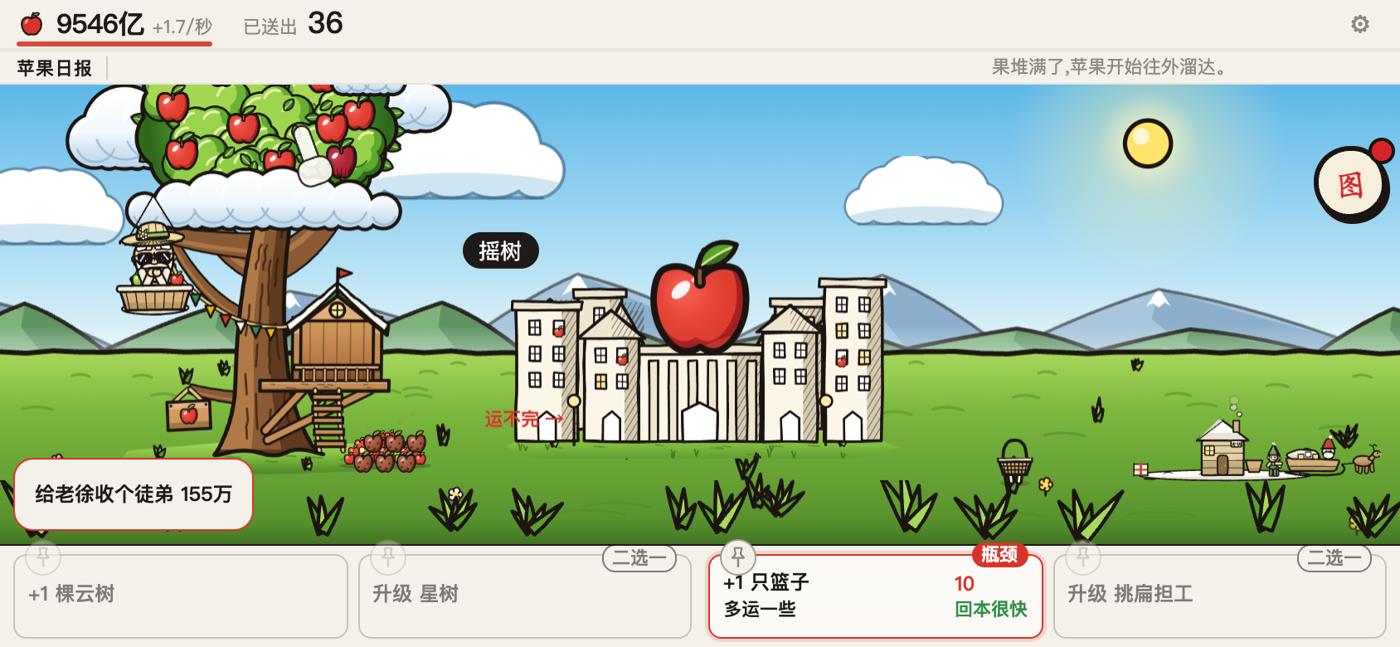 9546亿 +1.7/秒 已送出 36
苹果日报 果堆满了,苹果开始往外溜达。
图
摇树
运不完 →
给老徐收个徒弟 155万
+1 棵云树
二选一
升级 星树
瓶颈
+1 只篮子 10
多运一些 回本很快
二选一
升级 挑扁担工